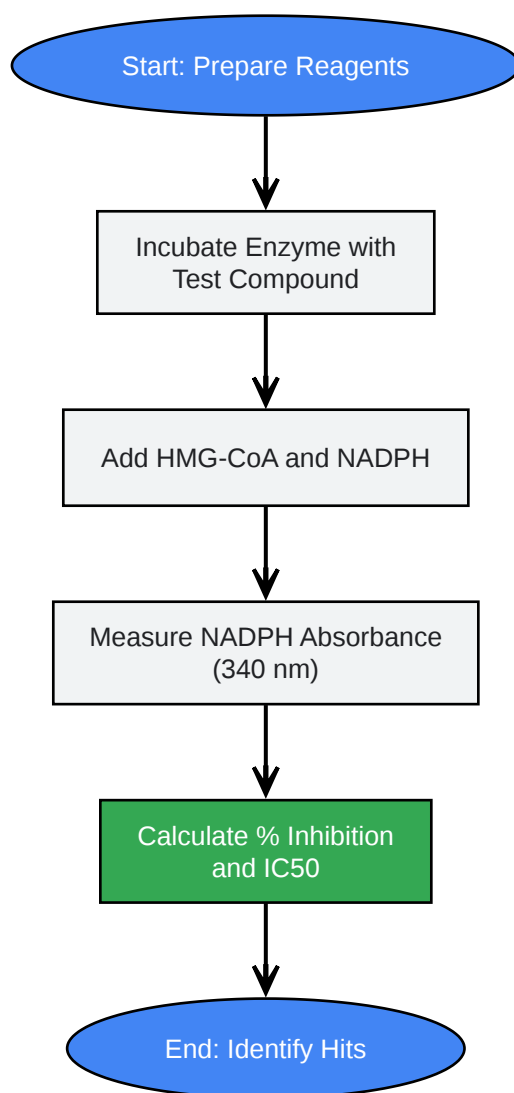 Start: Prepare Reagents
Incubate Enzyme with
Test Compound
Add HMG-CoA and NADPH
Measure NADPH Absorbance
(340 nm)
Calculate % Inhibition
and IC50
End: Identify Hits